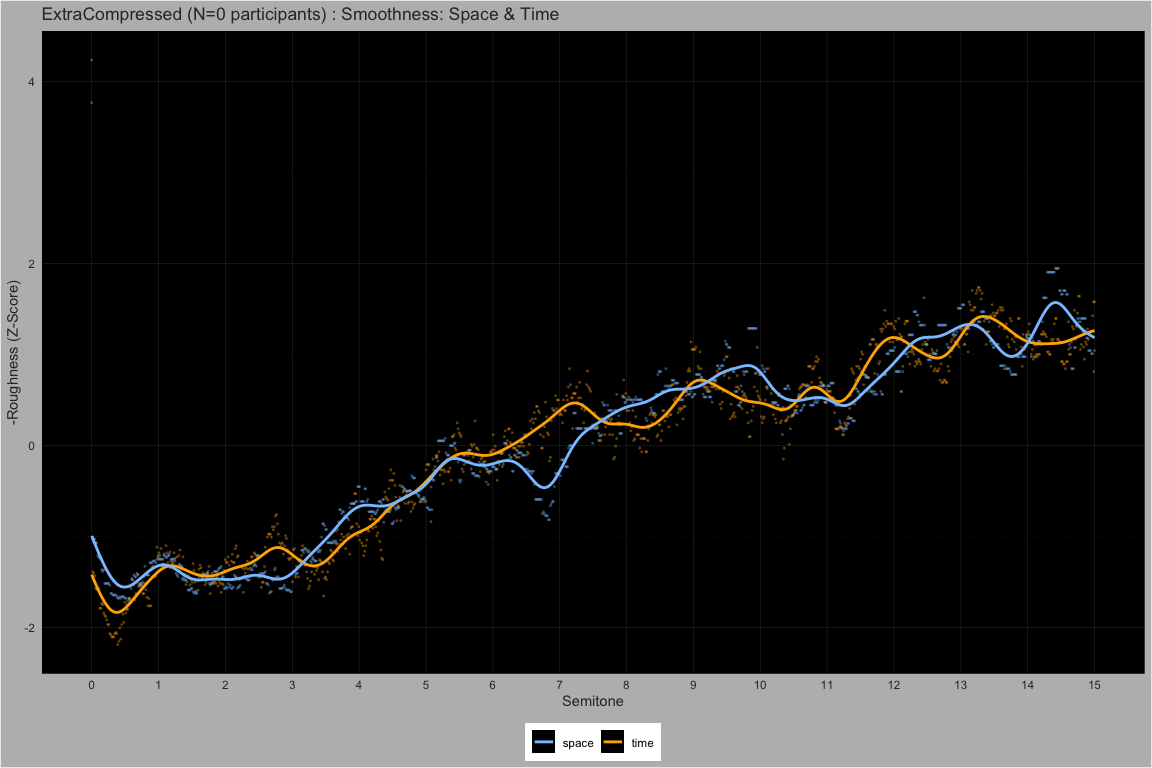 ExtraCompressed (N=0 participants) : Smoothness: Space & Time
-Roughness (Z-Score)
4
2
0
-2
0 1 2 3 4 5 6 7 8 9 10 11 12 13 14 15
Semitone
space time